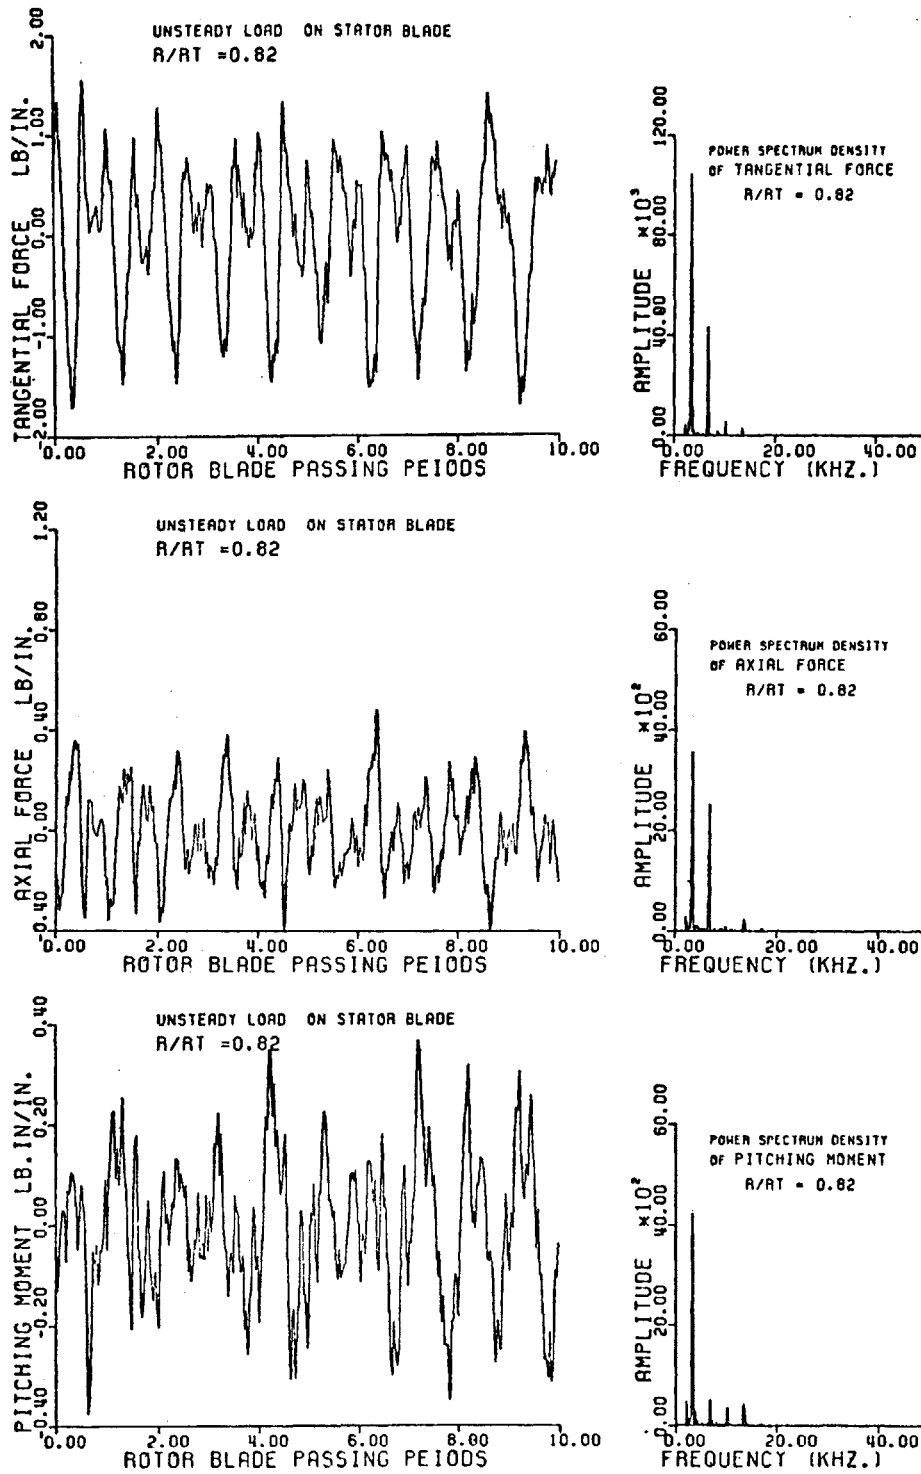 UNSTEADY LOAD ON STATOR BLADE
R/RT =0.82
TANGENTIAL FORCE LB/IN.
2.00
1.00
0.00
-1.00
-2.00
0.00 2.00 4.00 6.00 8.00 10.00
ROTOR BLADE PASSING PEIODS
POWER SPECTRUM DENSITY
OF TANGENTIAL FORCE
R/RT = 0.82
AMPLITUDE ×10³
120.00
80.00
40.00
0.00
0.00 20.00 40.00
FREQUENCY (KHZ.)
UNSTEADY LOAD ON STATOR BLADE
R/RT =0.82
AXIAL FORCE LB/IN.
1.20
0.80
0.40
0.00
-0.40
0.00 2.00 4.00 6.00 8.00 10.00
ROTOR BLADE PASSING PEIODS
POWER SPECTRUM DENSITY
OF AXIAL FORCE
R/RT = 0.82
AMPLITUDE ×10²
60.00
40.00
20.00
0.00
0.00 20.00 40.00
FREQUENCY (KHZ.)
UNSTEADY LOAD ON STATOR BLADE
R/RT =0.82
PITCHING MOMENT LB.IN/IN.
0.40
0.20
0.00
-0.20
-0.40
0.00 2.00 4.00 6.00 8.00 10.00
ROTOR BLADE PASSING PEIODS
POWER SPECTRUM DENSITY
OF PITCHING MOMENT
R/RT = 0.82
AMPLITUDE ×10²
60.00
40.00
20.00
0.00
0.00 20.00 40.00
FREQUENCY (KHZ.)